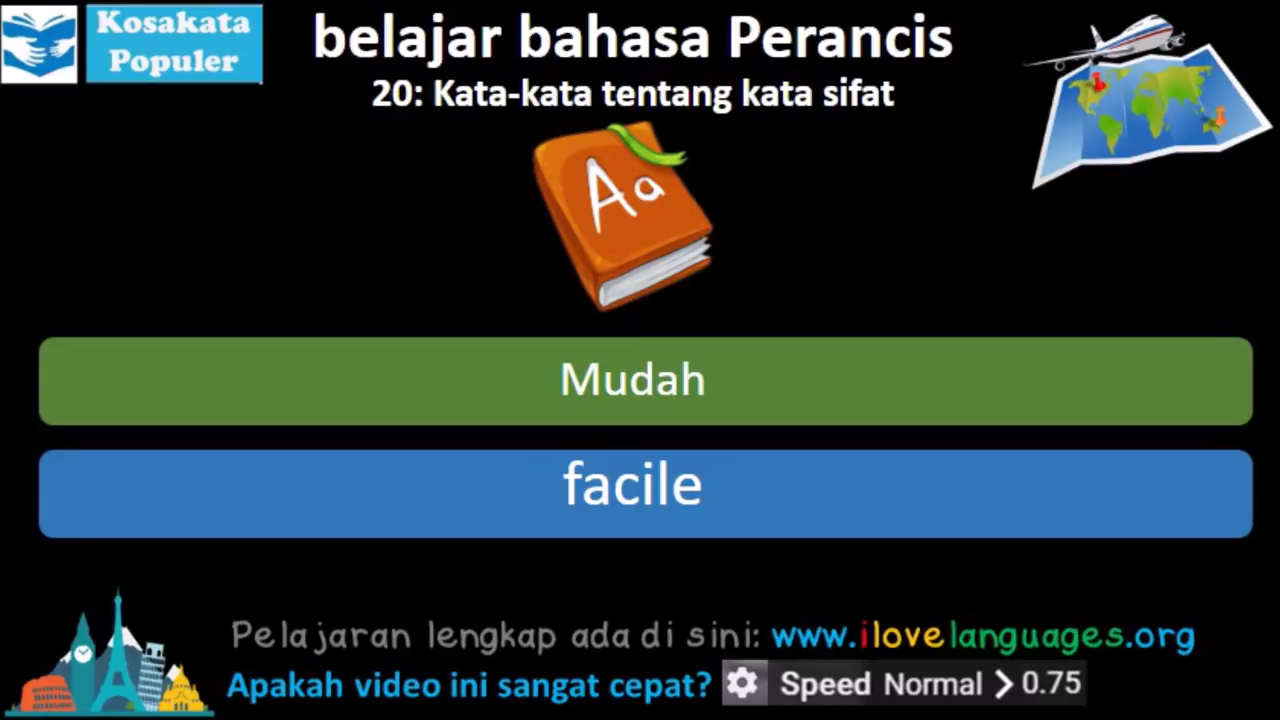 Kosakata
Populer
belajar bahasa Perancis
20: Kata-kata tentang kata sifat
Aa
Mudah
facile
Pelajaran lengkap ada di sini: www.ilovelanguages.org
Apakah video ini sangat cepat? Speed Normal > 0.75